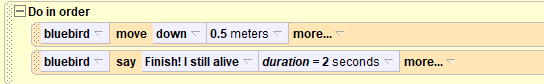 Do in order
bluebird move down 0.5 meters more...
bluebird say Finish! I still alive duration = 2 seconds more...